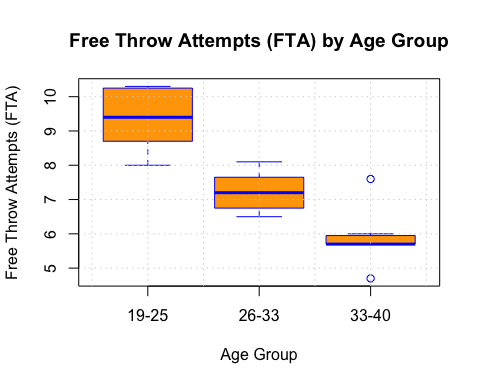 Free Throw Attempts (FTA) by Age Group
Free Throw Attempts (FTA)
10
9
8
7
6
5
19-25 26-33 33-40
Age Group